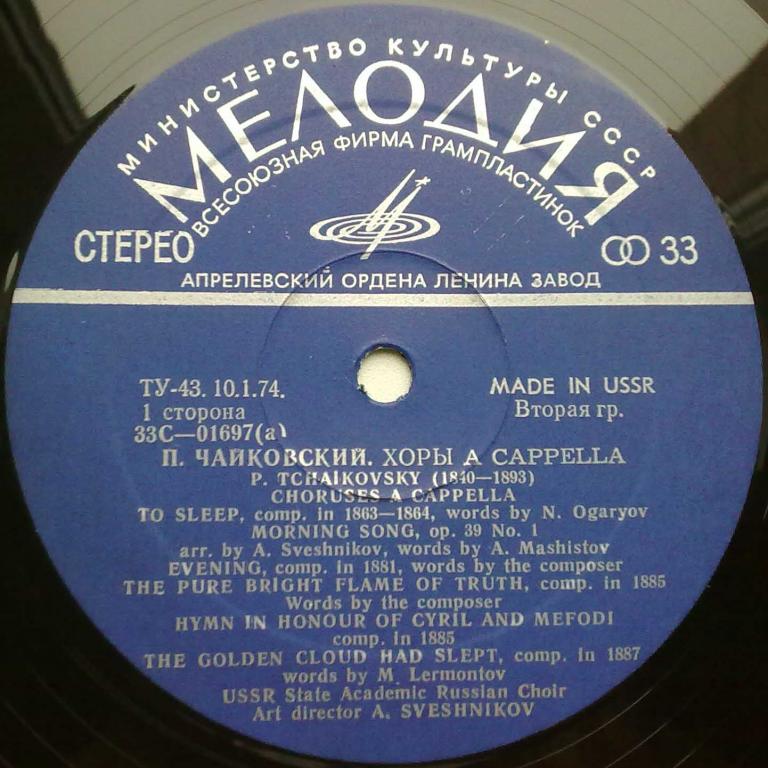 МИНИСТЕРСТВО КУЛЬТУРЫ СССР
МЕЛОДИЯ
ВСЕСОЮЗНАЯ ФИРМА ГРАМПЛАСТИНОК
СТЕРЕО
33
АПРЕЛЕВСКИЙ ОРДЕНА ЛЕНИНА ЗАВОД
ТУ-43. 10.1.74.
MADE IN USSR
1 сторона
Вторая гр.
33С—01697(а)
П. ЧАЙКОВСКИЙ. ХОРЫ A CAPPELLA
P. TCHAIKOVSKY (1840—1893)
CHORUSES A CAPPELLA
TO SLEEP, comp. in 1863—1864, words by N. Ogaryov
MORNING SONG, op. 39 No. 1
arr. by A. Sveshnikov, words by A. Mashistov
EVENING, comp. in 1881, words by the composer
THE PURE BRIGHT FLAME OF TRUTH, comp. in 1885
Words by the composer
HYMN IN HONOUR OF CYRIL AND MEFODI
comp. in 1885
THE GOLDEN CLOUD HAD SLEPT, comp. in 1887
words by M. Lermontov
USSR State Academic Russian Choir
Art director A. SVESHNIKOV